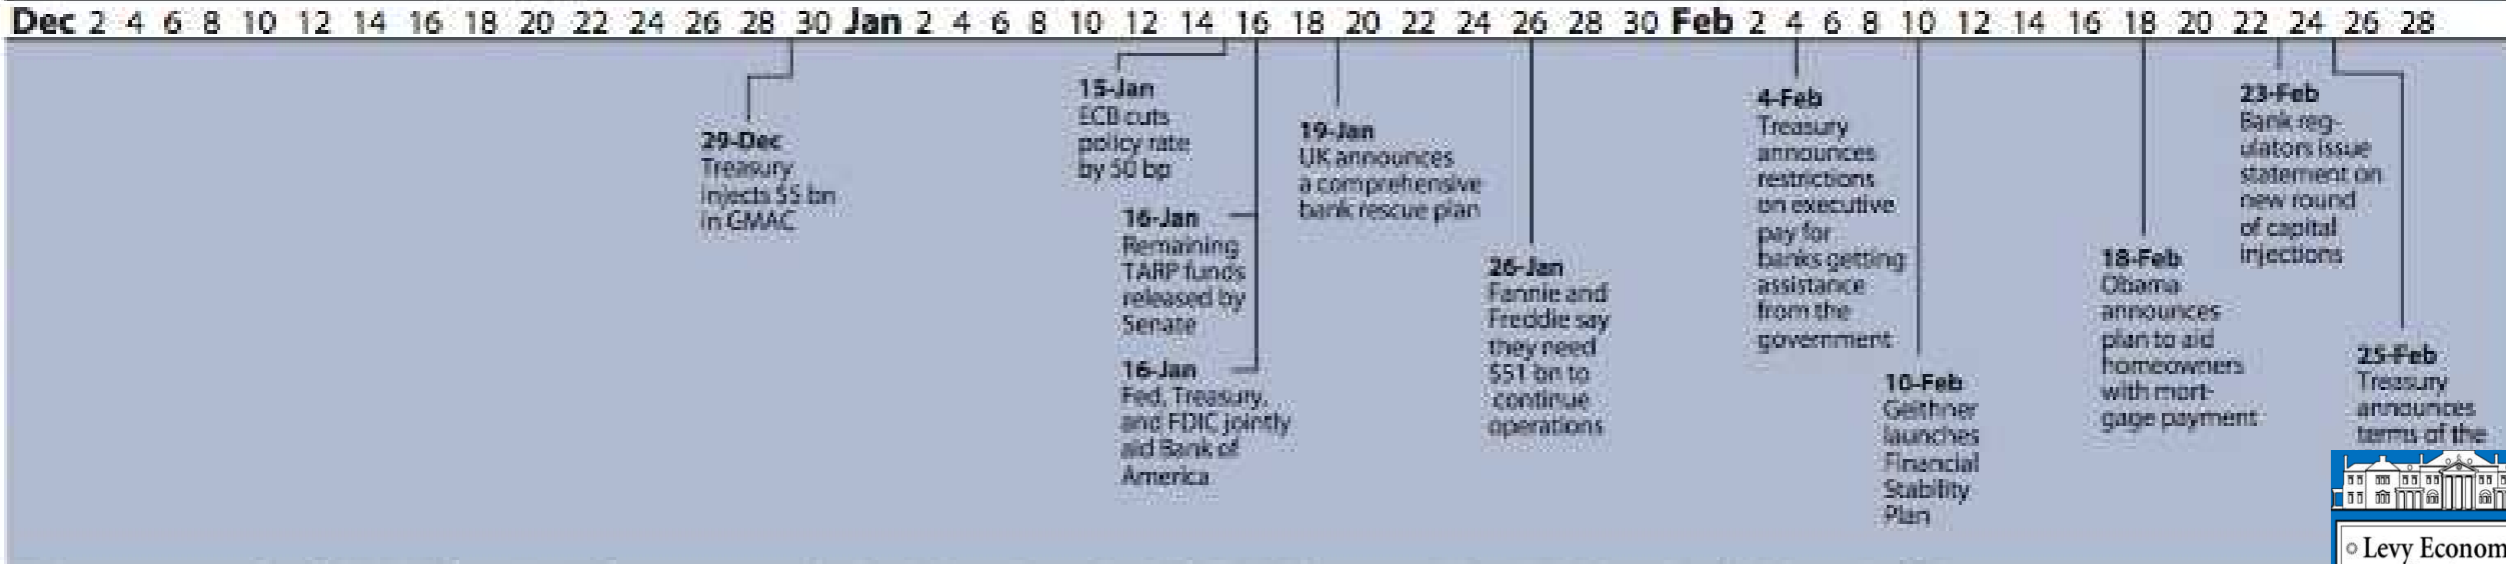 Dec 2 4 6 8 10 12 14 16 18 20 22 24 26 28 30 Jan 2 4 6 8 10 12 14 16 18 20 22 24 26 28 30 Feb 2 4 6 8 10 12 14 16 18 20 22 24 26 28
29-Dec
Treasury
injects $5 bn
in GMAC
15-Jan
ECB cuts
policy rate
by 50 bp
16-Jan
Remaining
TARP funds
released by
Senate
16-Jan
Fed, Treasury,
and FDIC jointly
aid Bank of
America
19-Jan
UK announces
a comprehensive
bank rescue plan
26-Jan
Fannie and
Freddie say
they need
$51 bn to
continue
operations
4-Feb
Treasury
announces
restrictions
on executive
pay for
banks getting
assistance
from the
government
10-Feb
Geithner
launches
Financial
Stability
Plan
18-Feb
Obama
announces
plan to aid
homeowners
with mort-
gage payment
23-Feb
Bank reg-
ulators issue
statement on
new round
of capital
injections
25-Feb
Treasury
announces
terms of the
Levy Econom